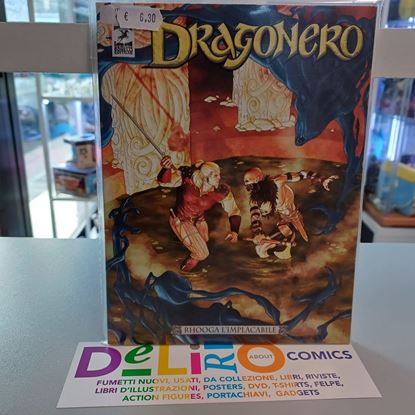 € 6,30
DRAGONERO
RHOOGA L'IMPLACABILE
DeLiRIO
ABOUT
COMICS
FUMETTI NUOVI, USATI, DA COLLEZIONE, LIBRI, RIVISTE,
LIBRI D'ILLUSTRAZIONI, POSTERS, DVD, T-SHIRTS, FELPE,
ACTION FIGURES, PORTACHIAVI, GADGETS